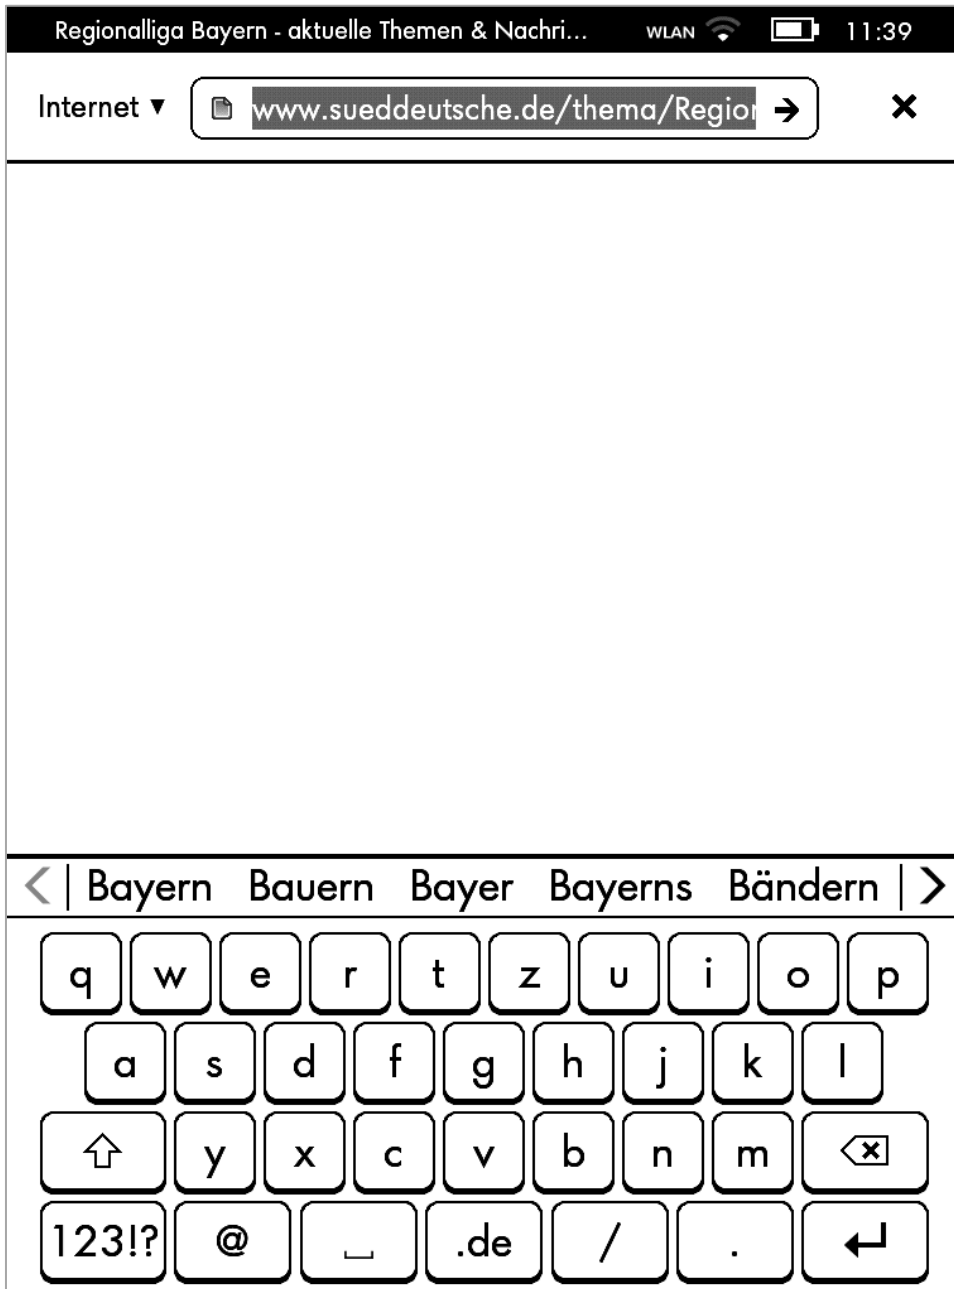 Regionalliga Bayern - aktuelle Themen & Nachri... WLAN 11:39
Internet ▼ www.sueddeutsche.de/thema/Region
Bayern Bauern Bayer Bayerns Bändern
q w e r t z u i o p
a s d f g h j k l
y x c v b n m
123!? @ .de / .